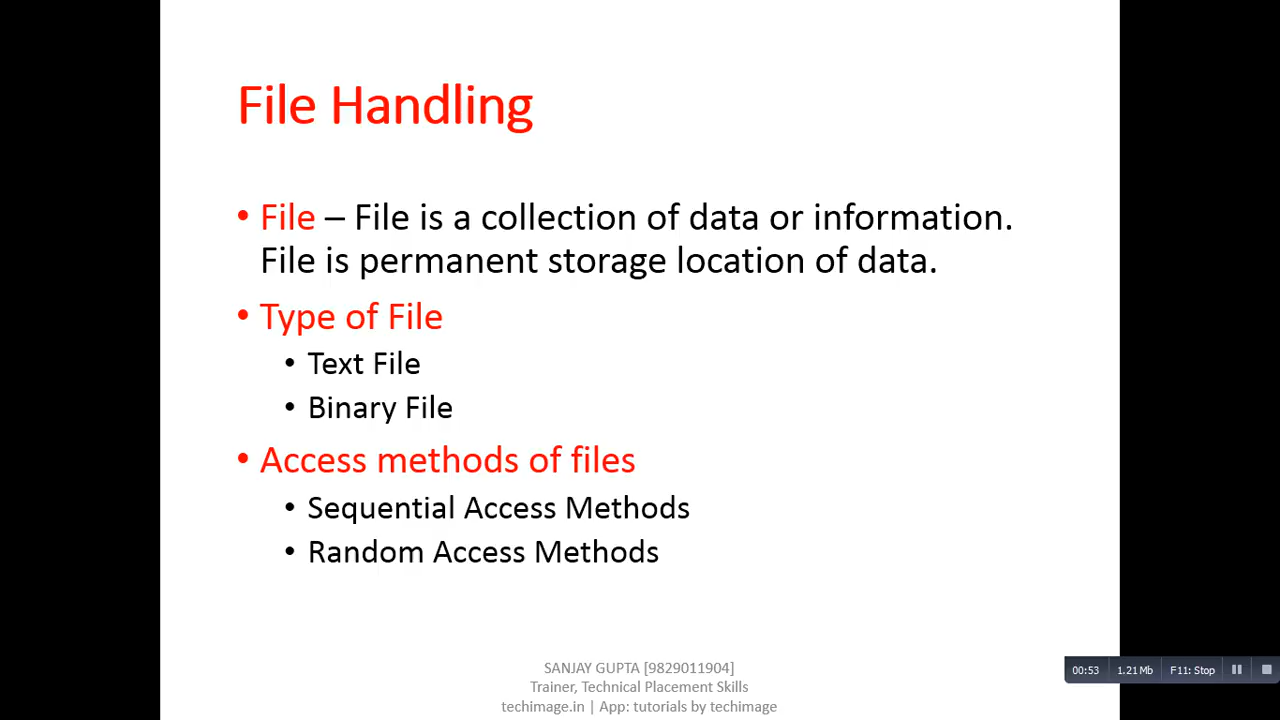 File Handling
• File – File is a collection of data or information.
File is permanent storage location of data.
• Type of File
• Text File
• Binary File
• Access methods of files
• Sequential Access Methods
• Random Access Methods
SANJAY GUPTA [9829011904]
Trainer, Technical Placement Skills
techimage.in | App: tutorials by techimage
00:53 1.21 Mb F11: Stop